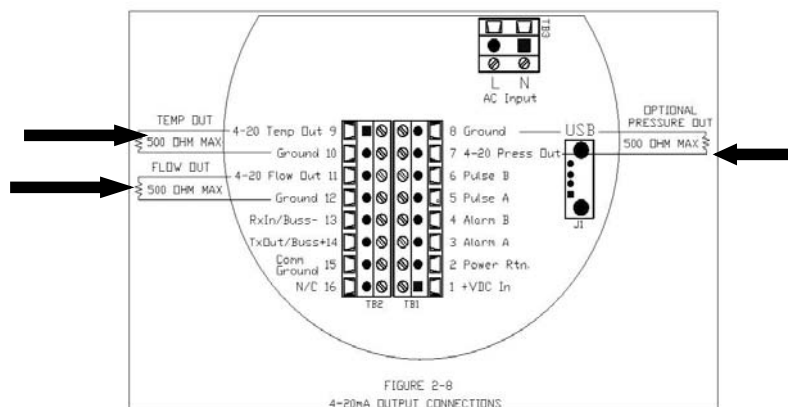 TB3
L N
AC Input
TEMP OUT
500 OHM MAX
FLOW OUT
500 OHM MAX
4-20 Temp Out 9
Ground 10
4-20 Flow Out 11
Ground 12
RxIn/Buss- 13
TxOut/Buss+14
Comm
Ground 15
N/C 16
TB2 TB1
8 Ground
7 4-20 Press Out
6 Pulse B
5 Pulse A
4 Alarm B
3 Alarm A
2 Power Rtn.
1 +VDC In
USB
J1
OPTIONAL
PRESSURE OUT
500 OHM MAX
FIGURE 2-8
4-20mA OUTPUT CONNECTIONS